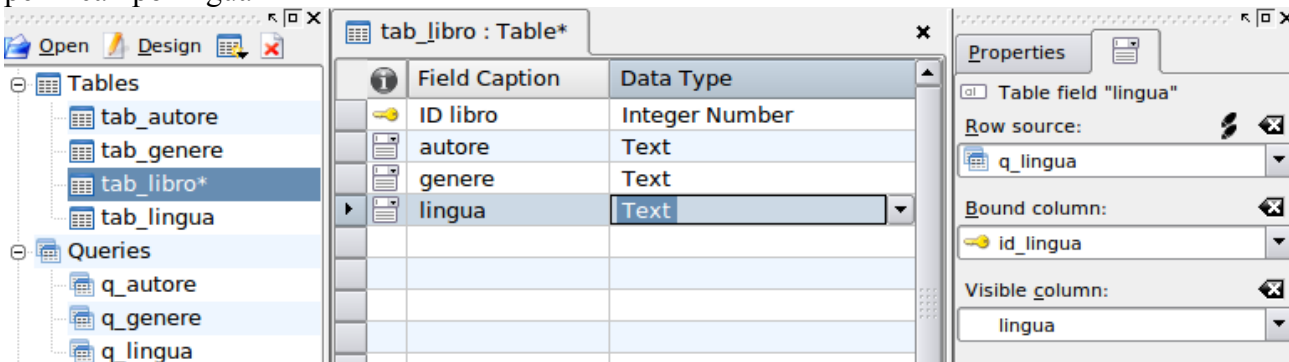 Open Design
Tables
tab_autore
tab_genere
tab_libro*
tab_lingua
Queries
q_autore
q_genere
q_lingua
tab_libro : Table*
Field Caption Data Type
ID libro Integer Number
autore Text
genere Text
lingua Text
Properties
Table field "lingua"
Row source:
q_lingua
Bound column:
id_lingua
Visible column:
lingua